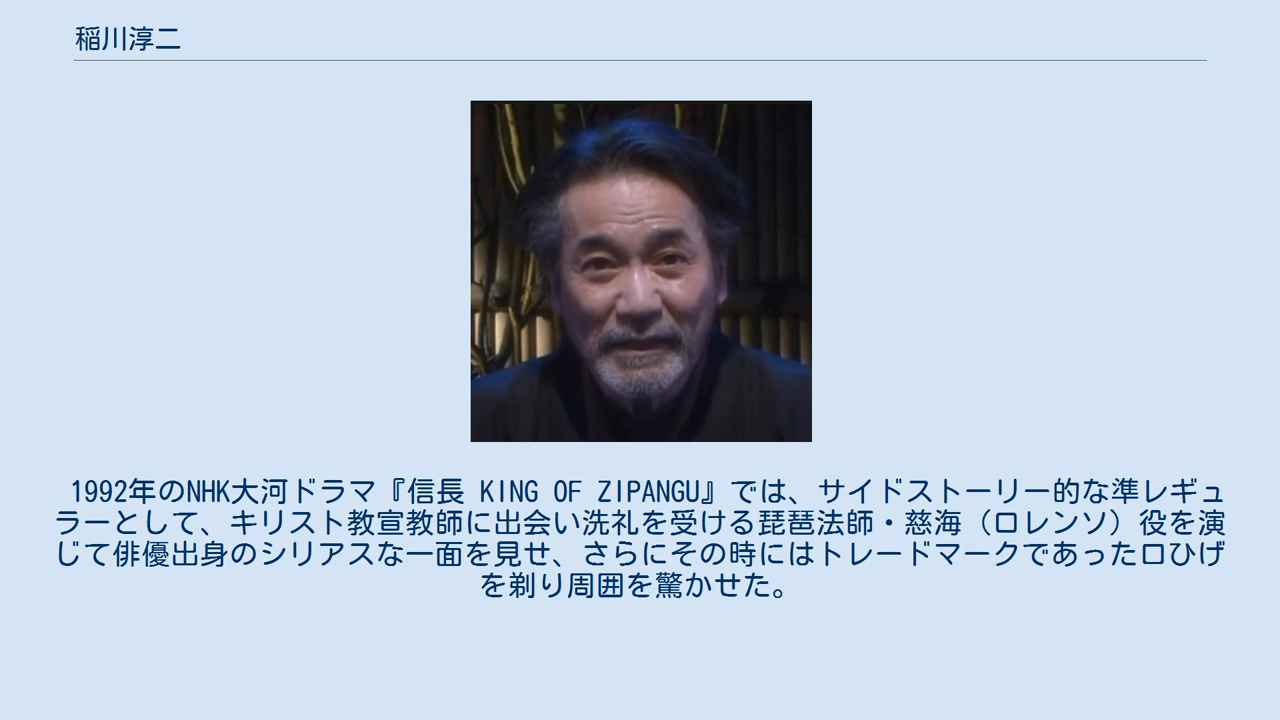 稲川淳二
1992年のNHK大河ドラマ『信長 KING OF ZIPANGU』では、サイドストーリー的な準レギュ
ラーとして、キリスト教宣教師に出会い洗礼を受ける琵琶法師・慈海（ロレンソ）役を演
じて俳優出身のシリアスな一面を見せ、さらにその時にはトレードマークであった口ひげ
を剃り周囲を驚かせた。